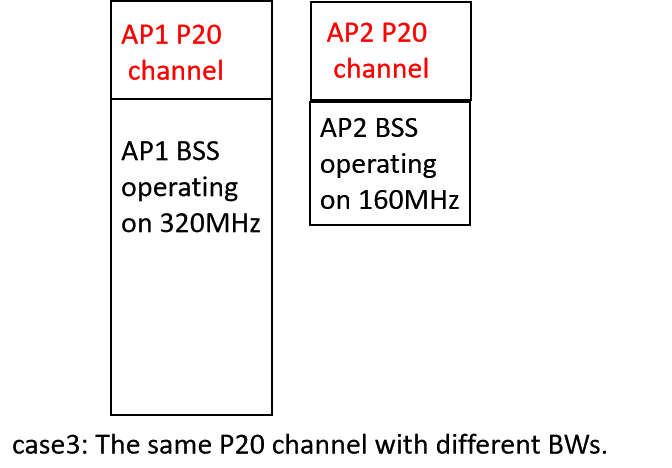 AP1 P20
channel
AP2 P20
channel
AP1 BSS
operating
on 320MHz
AP2 BSS
operating
on 160MHz
case3: The same P20 channel with different BWs.